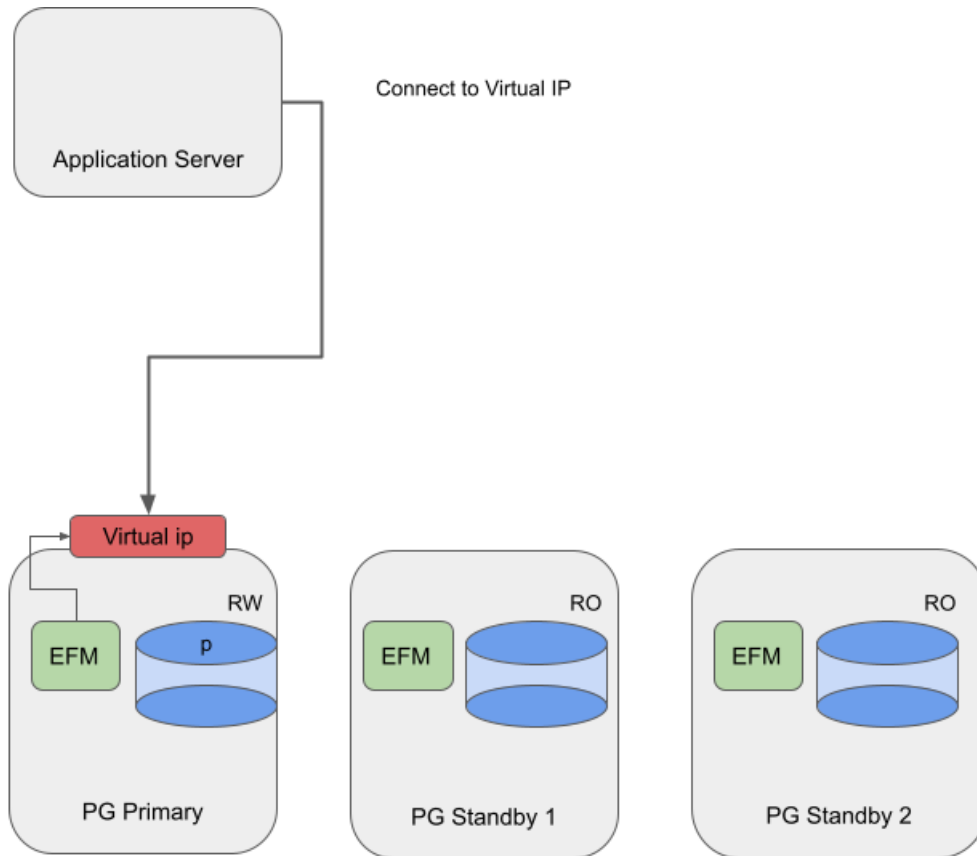 Connect to Virtual IP
Application Server
Virtual ip
RW
EFM
p
PG Primary
RO
EFM
PG Standby 1
RO
EFM
PG Standby 2